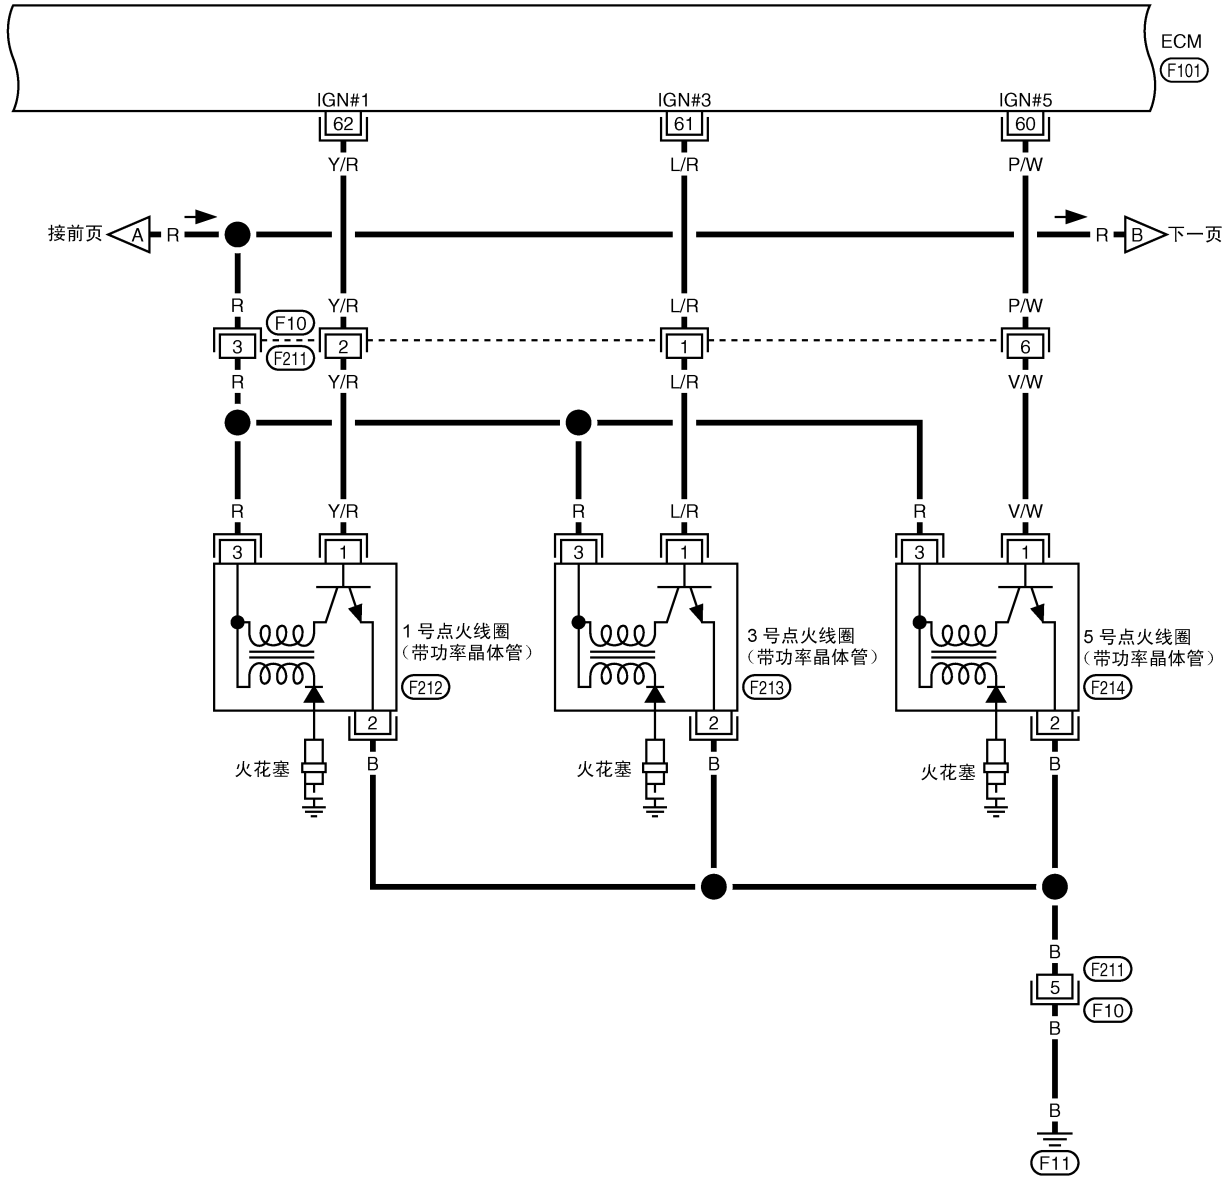 ECM
F101
IGN#1 IGN#3 IGN#5
62 61 60
Y/R L/R P/W
接前页 A R R B 下一页
R Y/R L/R P/W
F10
3 2 1 6
F211
R Y/R L/R V/W
R Y/R R L/R R V/W
3 1 3 1 3 1
1 号点火线圈
（带功率晶体管）
F212
3 号点火线圈
（带功率晶体管）
F213
5 号点火线圈
（带功率晶体管）
F214
2 2 2
火花塞 B 火花塞 B 火花塞 B
B
F211
5
F10
B
B
F11